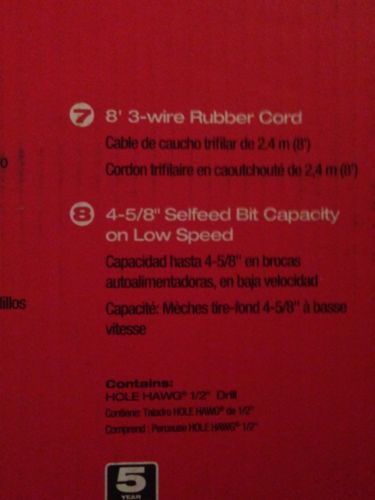 7 8' 3-wire Rubber Cord
Cable de caucho trifilar de 2,4 m (8')
Cordon trifilaire en caoutchouté de 2,4 m (8')
8 4-5/8" Selfeed Bit Capacity
on Low Speed
Capacidad hasta 4-5/8" en brocas
autoalimentadoras, en baja velocidad
Capacité: Mèches tire-fond 4-5/8" à basse
vitesse
Contains:
HOLE HAWG® 1/2" Drill
Contiene: Taladro HOLE HAWG® de 1/2"
Comprend : Perceuse HOLE HAWG® 1/2"
5
YEAR